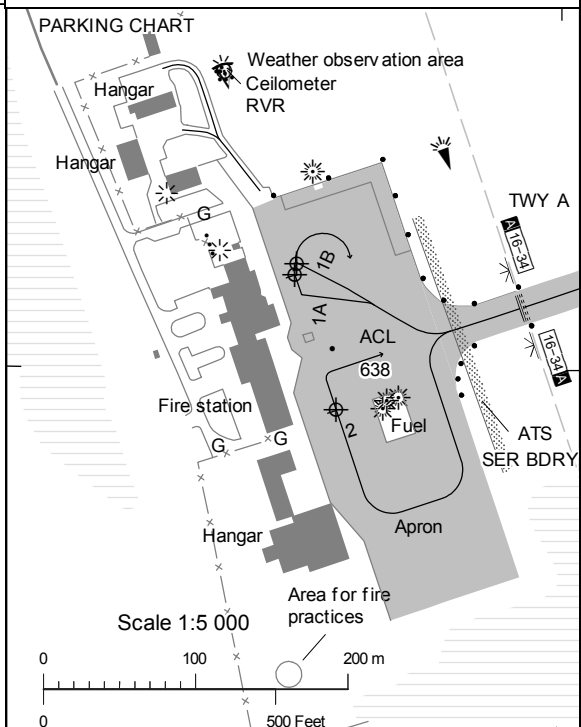 PARKING CHART
Weather observation area
Ceilometer
RVR
Hangar
Hangar
TWY A
A 16-34
G
1B
1A
ACL
638
16-34 A
Fire station
2
Fuel
G
G
ATS
SER BDRY
Hangar
Apron
Area for fire
practices
Scale 1:5 000
0 100 200 m
0 500 Feet